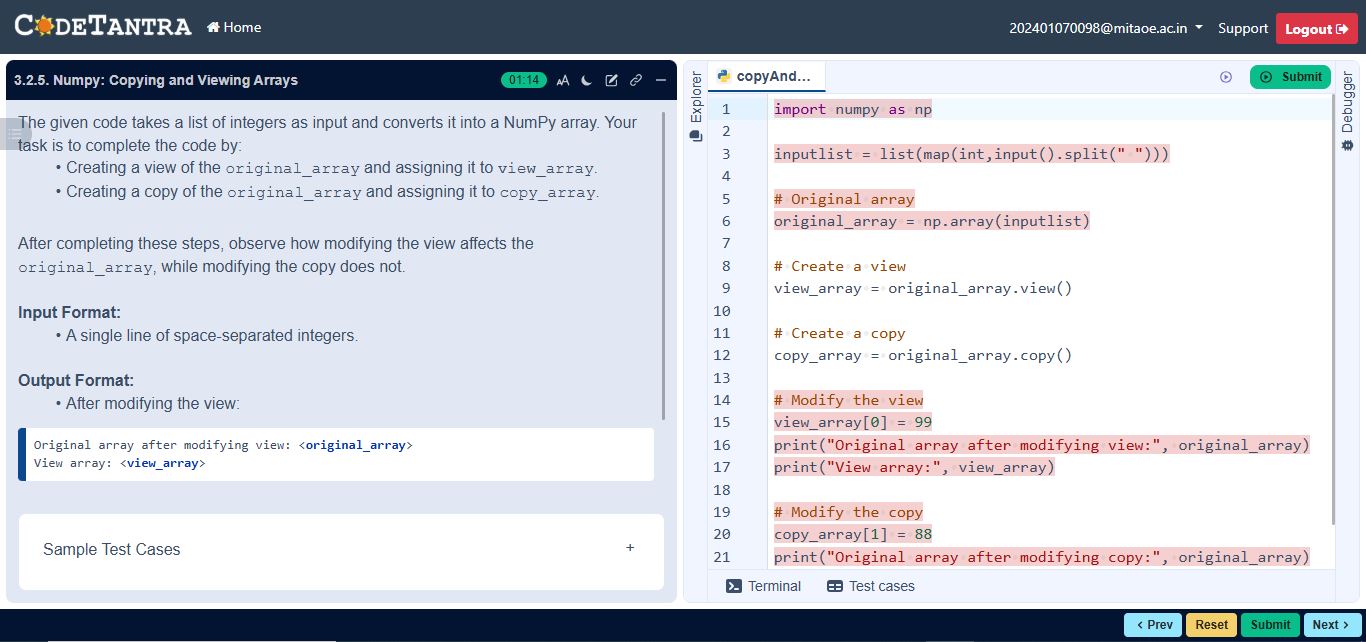 CODETANTRA
Home
202401070098@mitaoe.ac.in
Support
Logout
3.2.5. Numpy: Copying and Viewing Arrays
01:14
AA
The given code takes a list of integers as input and converts it into a NumPy array. Your
task is to complete the code by:
• Creating a view of the original_array and assigning it to view_array.
• Creating a copy of the original_array and assigning it to copy_array.
After completing these steps, observe how modifying the view affects the
original_array, while modifying the copy does not.
Input Format:
• A single line of space-separated integers.
Output Format:
• After modifying the view:
Original array after modifying view: <original_array>
View array: <view_array>
Sample Test Cases
+
Explorer
copyAnd...
Submit
Debugger
1 import numpy as np
2
3 inputlist = list(map(int,input().split(" ")))
4
5 # Original array
6 original_array = np.array(inputlist)
7
8 # Create a view
9 view_array = original_array.view()
10
11 # Create a copy
12 copy_array = original_array.copy()
13
14 # Modify the view
15 view_array[0] = 99
16 print("Original array after modifying view:", original_array)
17 print("View array:", view_array)
18
19 # Modify the copy
20 copy_array[1] = 88
21 print("Original array after modifying copy:", original_array)
Terminal
Test cases
< Prev
Reset
Submit
Next >